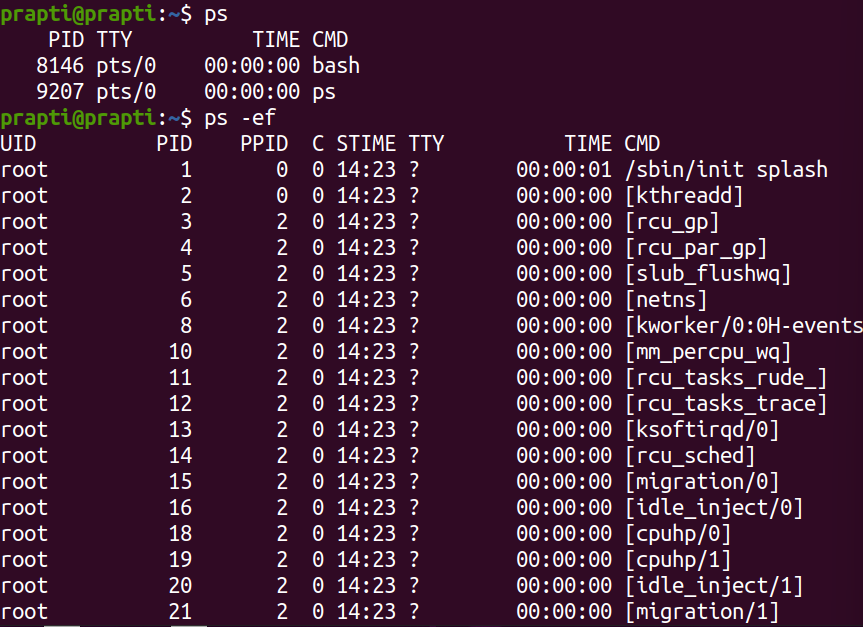 prapti@prapti:~$ ps
    PID TTY          TIME CMD
   8146 pts/0    00:00:00 bash
   9207 pts/0    00:00:00 ps
prapti@prapti:~$ ps -ef
UID          PID    PPID  C STIME TTY          TIME CMD
root           1       0  0 14:23 ?        00:00:01 /sbin/init splash
root           2       0  0 14:23 ?        00:00:00 [kthreadd]
root           3       2  0 14:23 ?        00:00:00 [rcu_gp]
root           4       2  0 14:23 ?        00:00:00 [rcu_par_gp]
root           5       2  0 14:23 ?        00:00:00 [slub_flushwq]
root           6       2  0 14:23 ?        00:00:00 [netns]
root           8       2  0 14:23 ?        00:00:00 [kworker/0:0H-events
root          10       2  0 14:23 ?        00:00:00 [mm_percpu_wq]
root          11       2  0 14:23 ?        00:00:00 [rcu_tasks_rude_]
root          12       2  0 14:23 ?        00:00:00 [rcu_tasks_trace]
root          13       2  0 14:23 ?        00:00:00 [ksoftirqd/0]
root          14       2  0 14:23 ?        00:00:00 [rcu_sched]
root          15       2  0 14:23 ?        00:00:00 [migration/0]
root          16       2  0 14:23 ?        00:00:00 [idle_inject/0]
root          18       2  0 14:23 ?        00:00:00 [cpuhp/0]
root          19       2  0 14:23 ?        00:00:00 [cpuhp/1]
root          20       2  0 14:23 ?        00:00:00 [idle_inject/1]
root          21       2  0 14:23 ?        00:00:00 [migration/1]